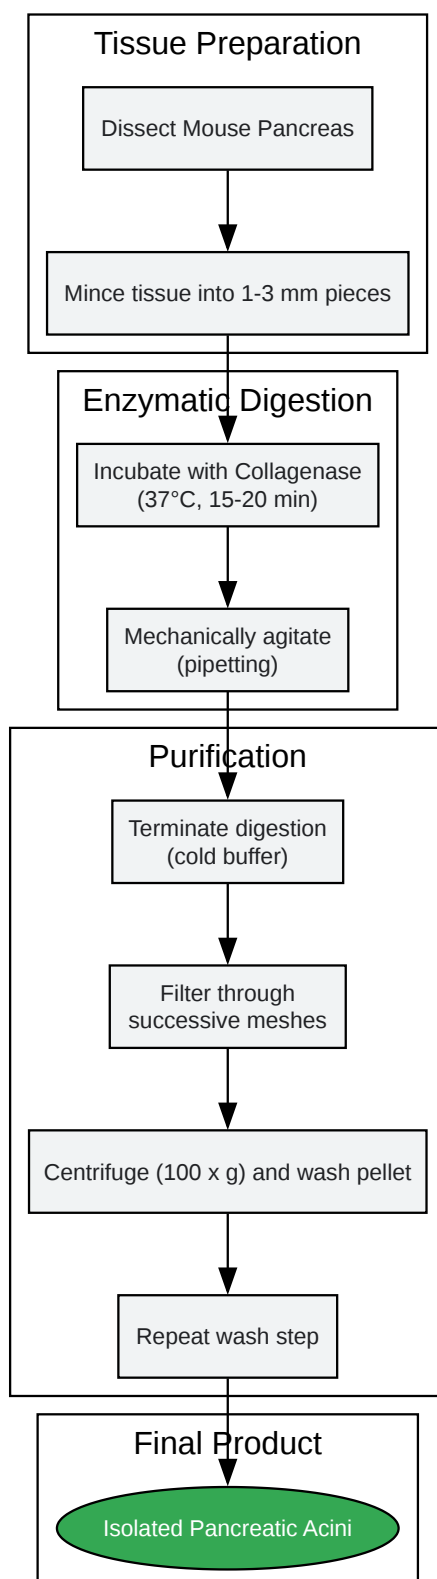 Tissue Preparation
Dissect Mouse Pancreas
Mince tissue into 1-3 mm pieces
Enzymatic Digestion
Incubate with Collagenase
(37°C, 15-20 min)
Mechanically agitate
(pipetting)
Purification
Terminate digestion
(cold buffer)
Filter through
successive meshes
Centrifuge (100 x g) and wash pellet
Repeat wash step
Final Product
Isolated Pancreatic Acini